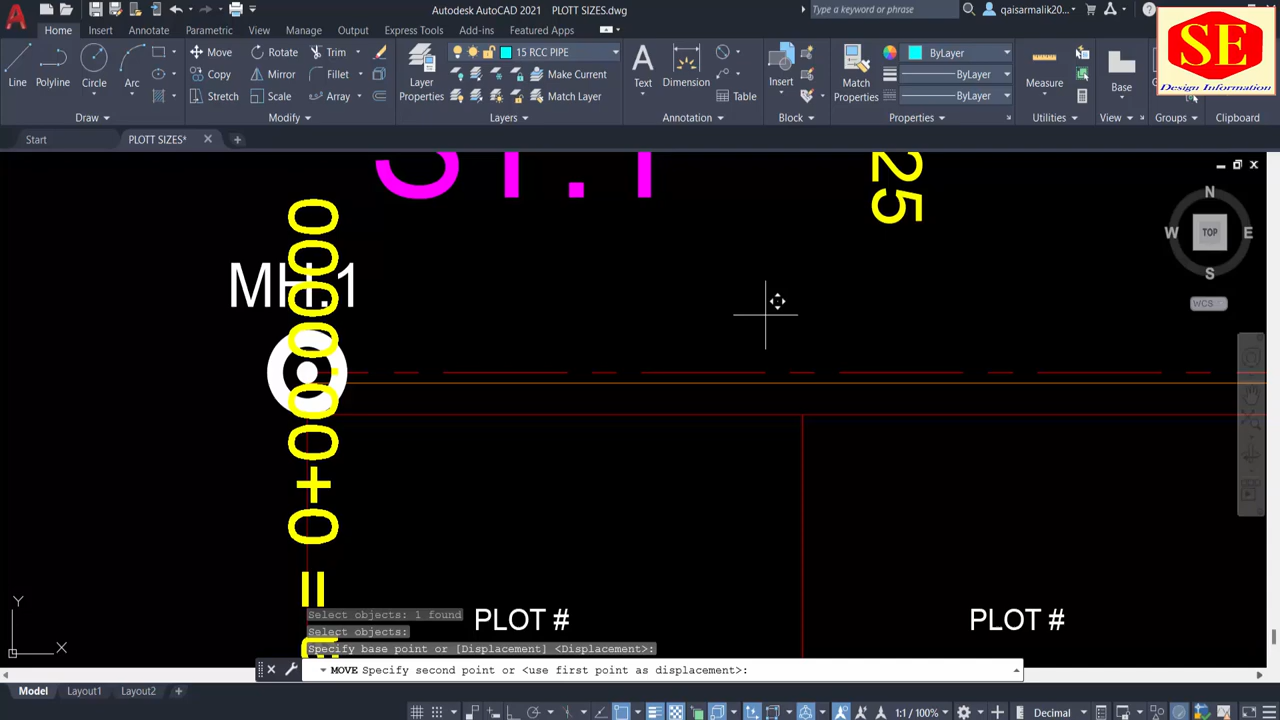 Autodesk AutoCAD 2021 PLOTT SIZES.dwg
Type a keyword or phrase
qaisarmalik20...
Home Insert Annotate Parametric View Manage Output Add-ins Collaborate Express Tools Featured Apps
Line Polyline Circle Arc
Draw
Move Rotate Trim
Copy Mirror Fillet
Stretch Scale Array
Modify
Layer Properties
15 RCC PIPE
Make Current
Match Layer
Layers
Text Dimension
Table
Annotation
Insert
Block
Match Properties
ByLayer
ByLayer
ByLayer
Properties
Measure
Utilities
Base
View
Groups
Clipboard
SE
Design Information
Start PLOTT SIZES* +
N
W TOP E
S
WCS
25
MH.1
PLOT # PLOT #
Y
X
Select objects: 1 found
Select objects:
Specify base point or [Displacement] <Displacement>:
MOVE Specify second point or <use first point as displacement>:
Model Layout1 Layout2 +
1:1 / 100% Decimal